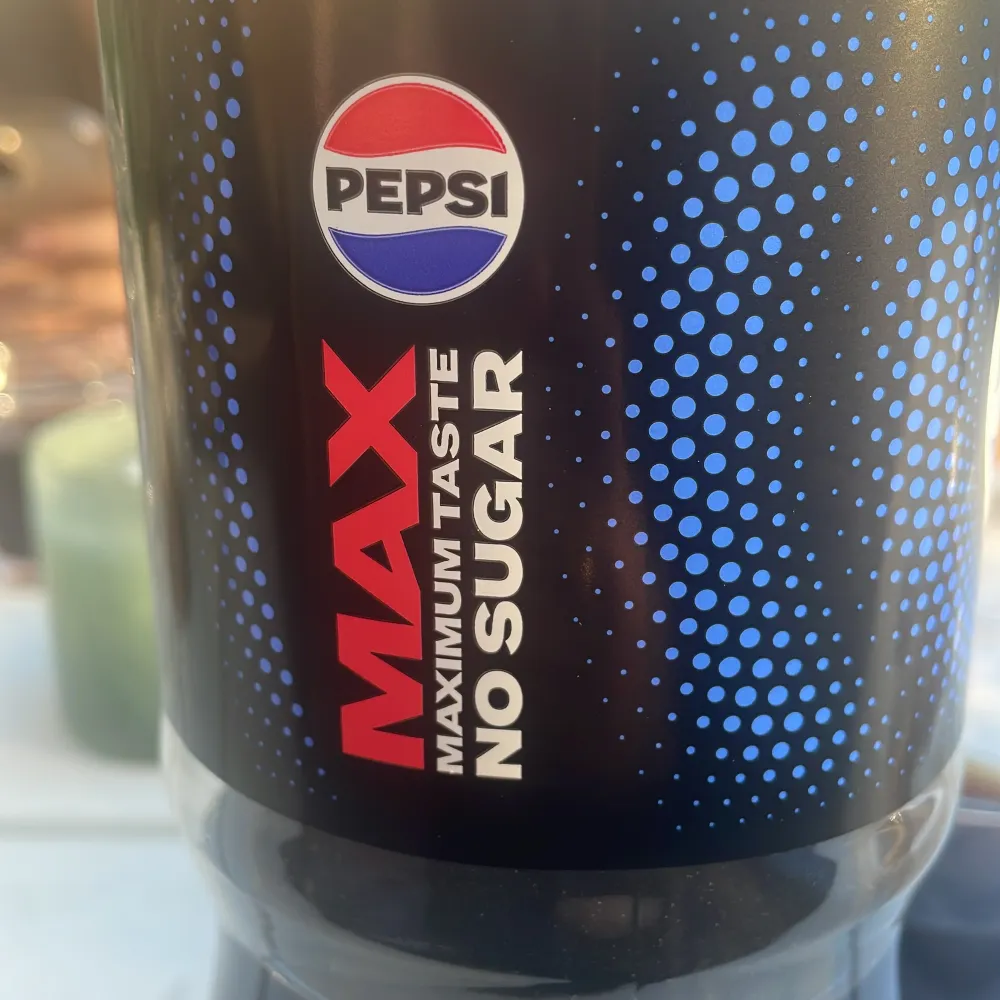 PEPSI
MAX
MAXIMUM TASTE
NO SUGAR